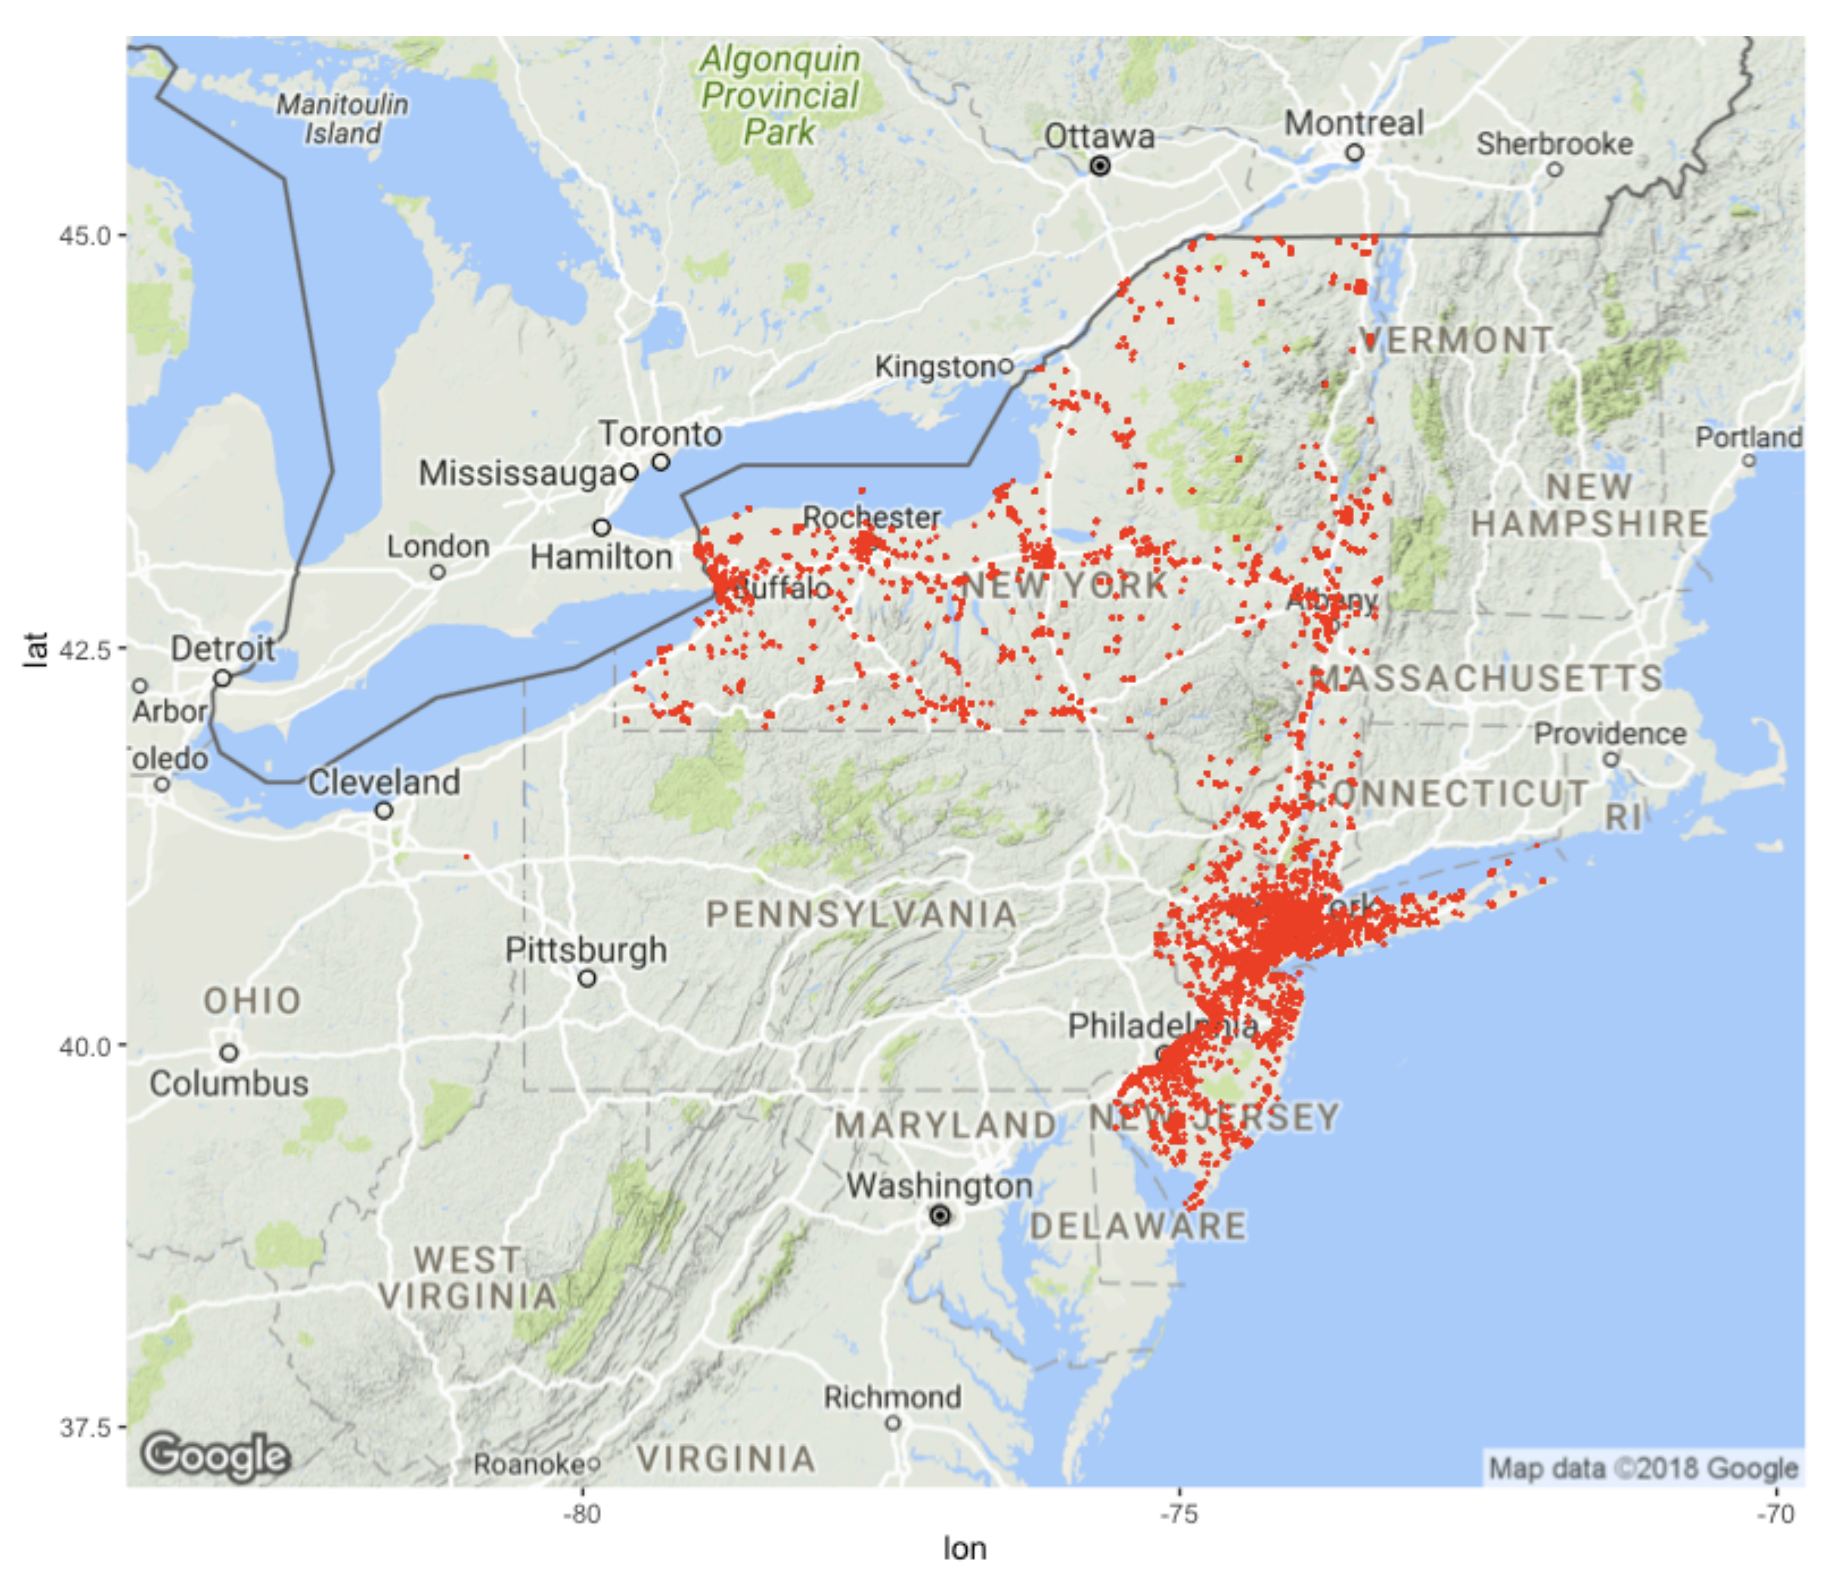 Algonquin
Provincial
Park
Manitoulin
Island
Ottawa
Montreal
Sherbrooke
45.0
VERMONT
Kingston
Toronto
Portland
Mississauga
NEW
HAMPSHIRE
Rochester
London
Hamilton
Buffalo
NEW YORK
Albany
42.5
lat
Detroit
MASSACHUSETTS
Arbor
Providence
oledo
Cleveland
CONNECTICUT
RI
PENNSYLVANIA
ork
Pittsburgh
OHIO
Philadelphia
40.0
Columbus
MARYLAND
NEW JERSEY
Washington
DELAWARE
WEST
VIRGINIA
Richmond
37.5
Google
Roanoke
VIRGINIA
Map data ©2018 Google
-80
-75
-70
lon